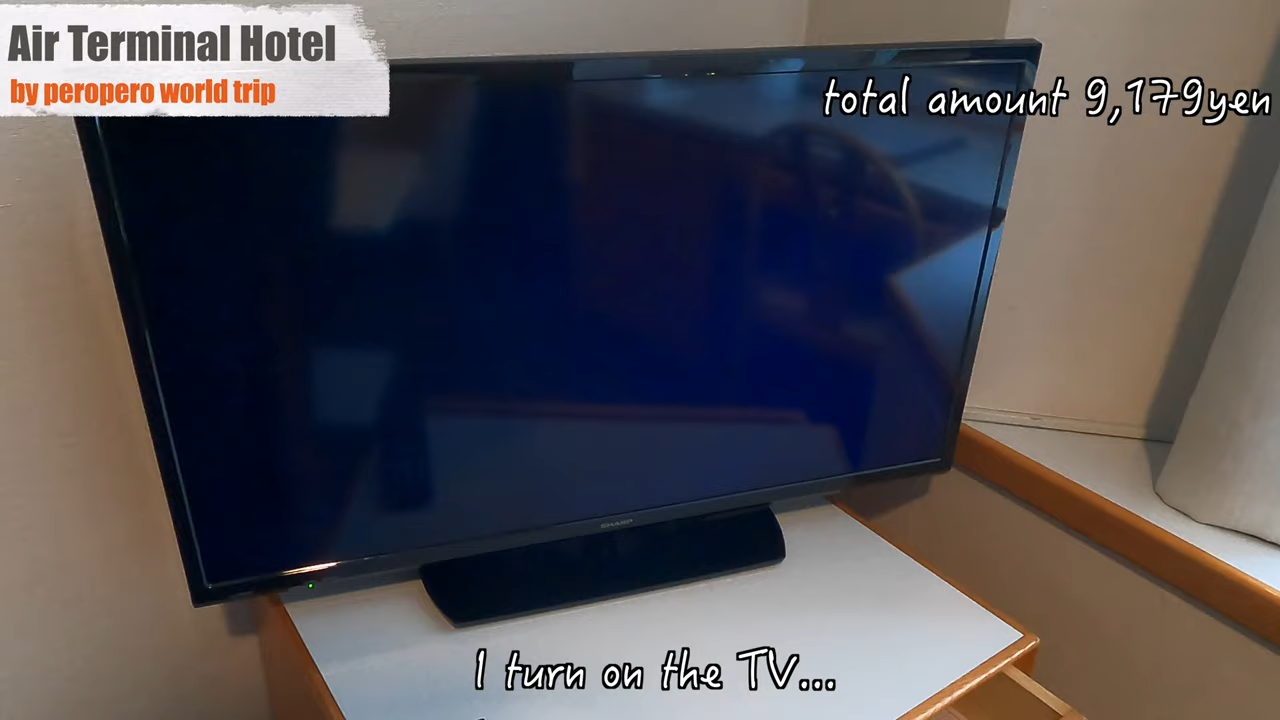 Air Terminal Hotel
by peropero world trip
total amount 9,179yen
SHARP
I turn on the TV...